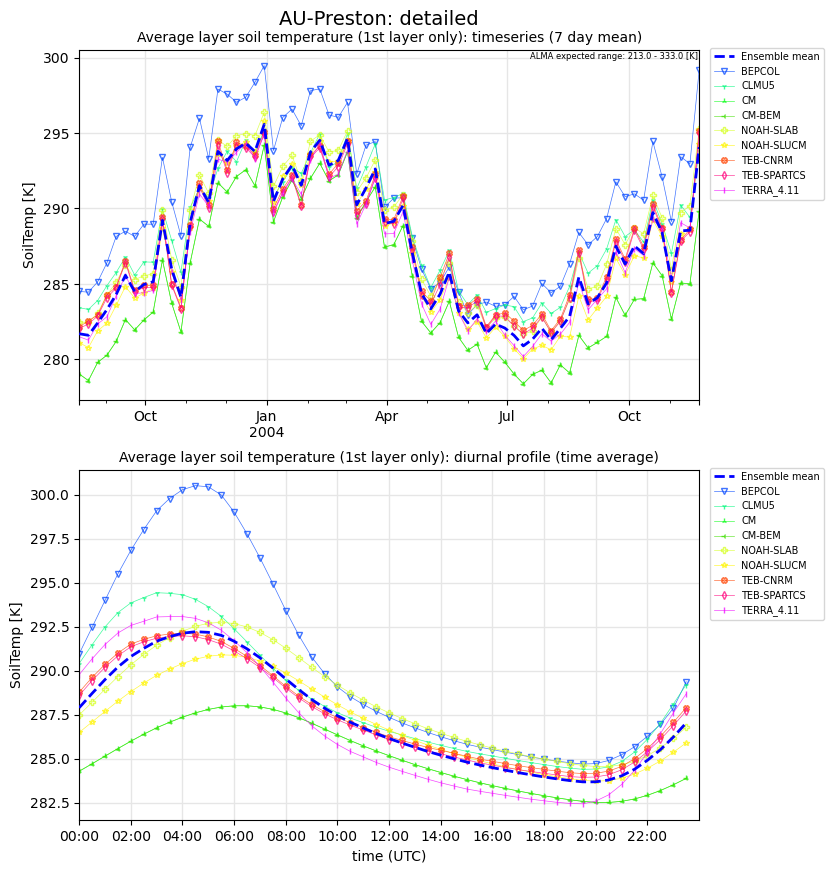 AU-Preston: detailed
Average layer soil temperature (1st layer only): timeseries (7 day mean)
ALMA expected range: 213.0 - 333.0 [K]
SoilTemp [K]
300
295
290
285
280
Oct
Jan
2004
Apr
Jul
Oct
Ensemble mean
BEPCOL
CLMU5
CM
CM-BEM
NOAH-SLAB
NOAH-SLUCM
TEB-CNRM
TEB-SPARTCS
TERRA_4.11
Average layer soil temperature (1st layer only): diurnal profile (time average)
SoilTemp [K]
300.0
297.5
295.0
292.5
290.0
287.5
285.0
282.5
00:00
02:00
04:00
06:00
08:00
10:00
12:00
14:00
16:00
18:00
20:00
22:00
time (UTC)
Ensemble mean
BEPCOL
CLMU5
CM
CM-BEM
NOAH-SLAB
NOAH-SLUCM
TEB-CNRM
TEB-SPARTCS
TERRA_4.11